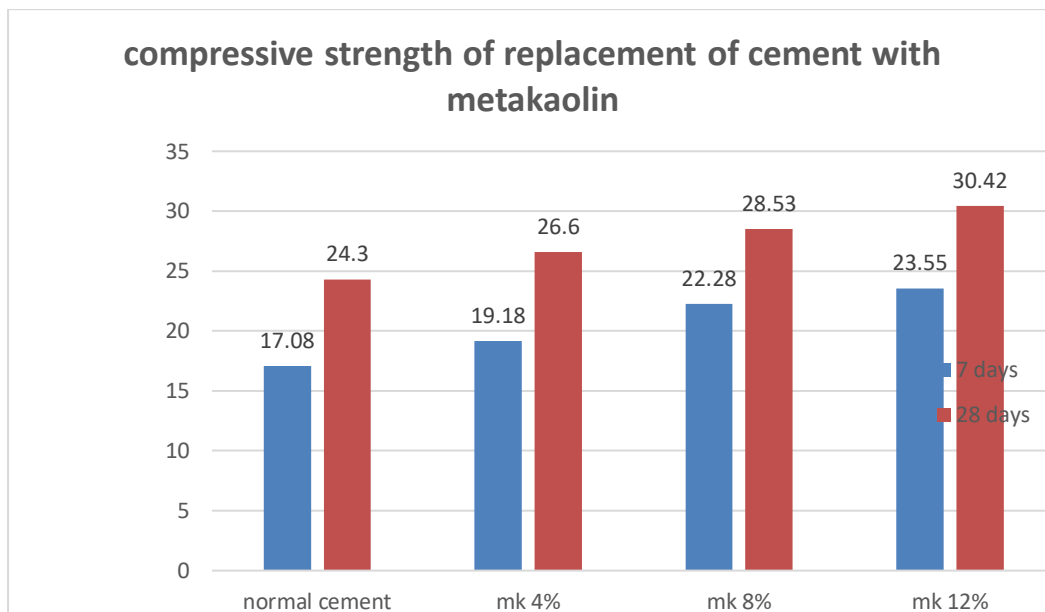 compressive strength of replacement of cement with
metakaolin
35
30
25
20
15
10
5
0
17.08
24.3
19.18
26.6
22.28
28.53
23.55
30.42
7 days
28 days
normal cement
mk 4%
mk 8%
mk 12%